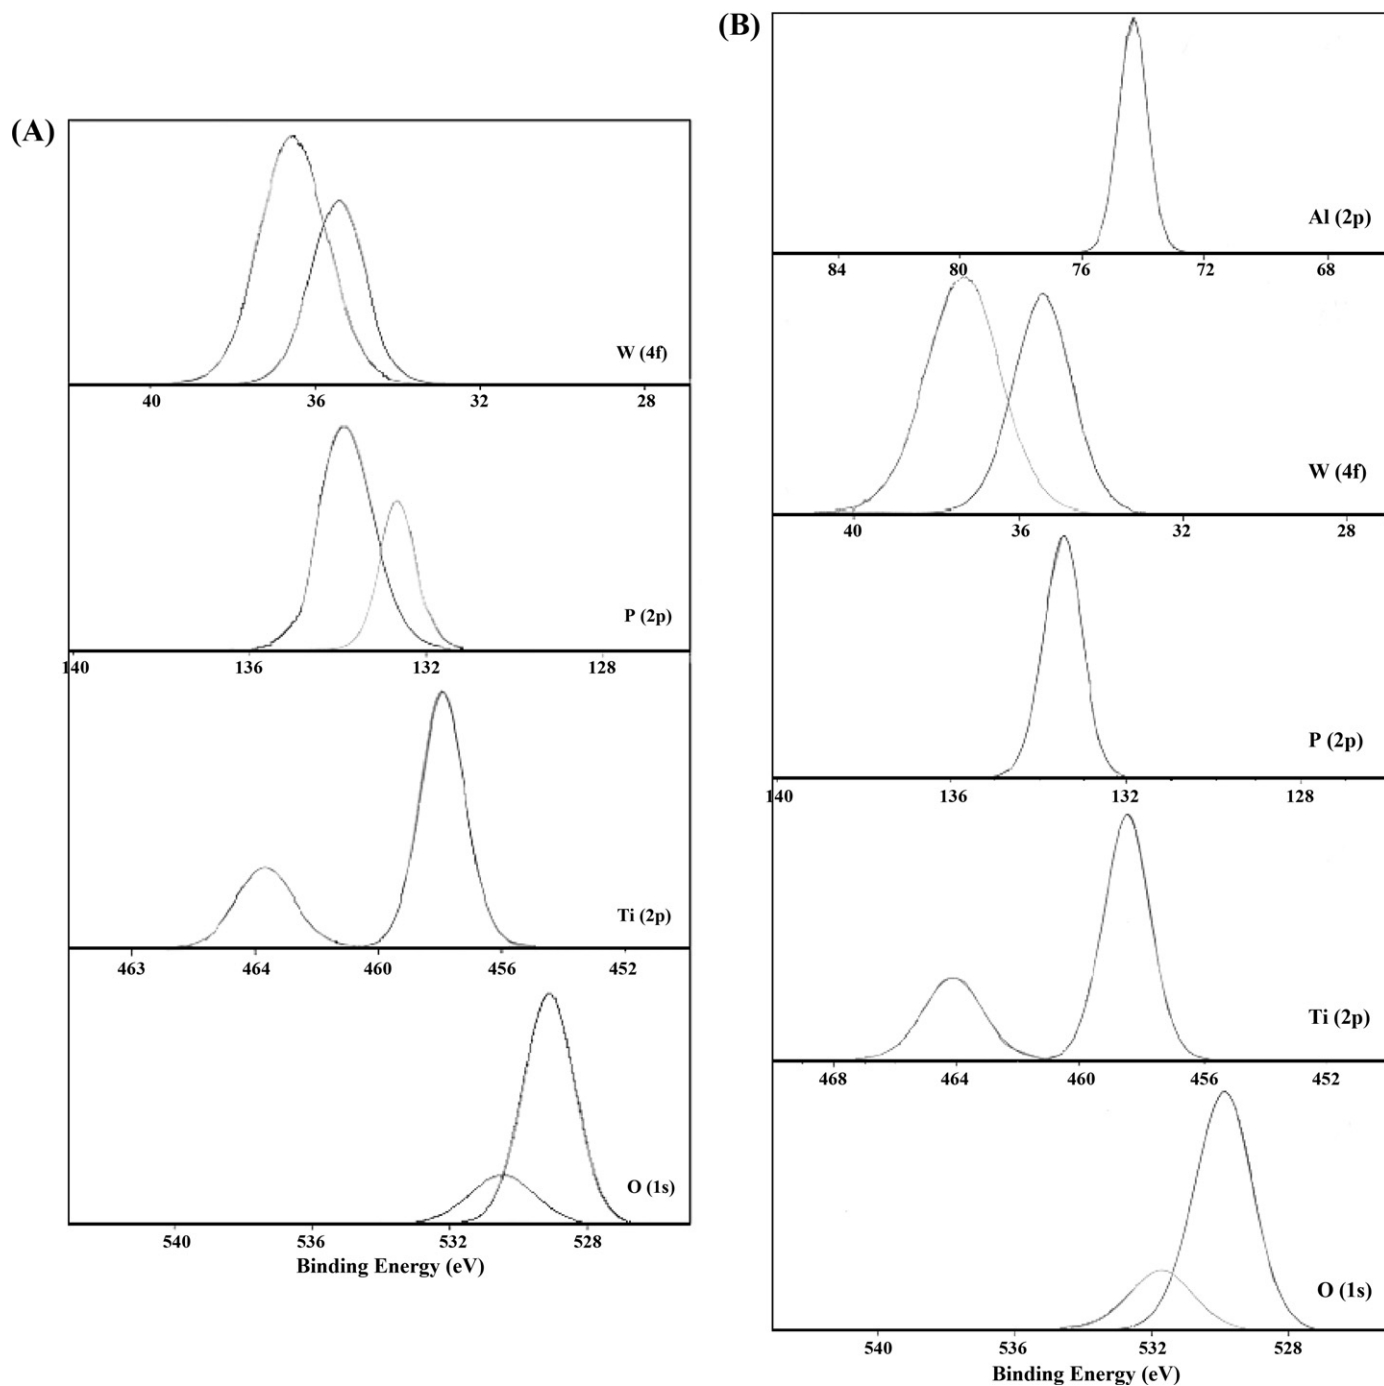 (A)
W (4f)
40 36 32 28
P (2p)
140 136 132 128
Ti (2p)
463 464 460 456 452
O (1s)
540 536 532 528
Binding Energy (eV)
(B)
Al (2p)
84 80 76 72 68
W (4f)
40 36 32 28
P (2p)
140 136 132 128
Ti (2p)
468 464 460 456 452
O (1s)
540 536 532 528
Binding Energy (eV)